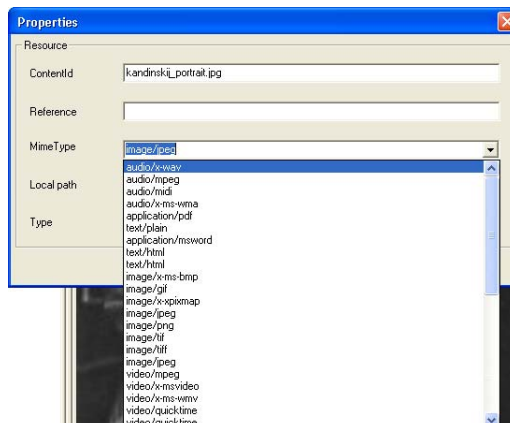 Properties
Resource
ContentId
kandinskij_portrait.jpg
Reference
MimeType
image/jpeg
audio/x-wav
audio/mpeg
audio/midi
Local path
audio/x-ms-wma
application/pdf
Type
text/plain
application/msword
text/html
text/html
image/x-ms-bmp
image/gif
image/x-xpixmap
image/jpeg
image/png
image/tif
image/tiff
image/jpeg
video/mpeg
video/x-msvideo
video/x-ms-wmv
video/quicktime
video/quicktime